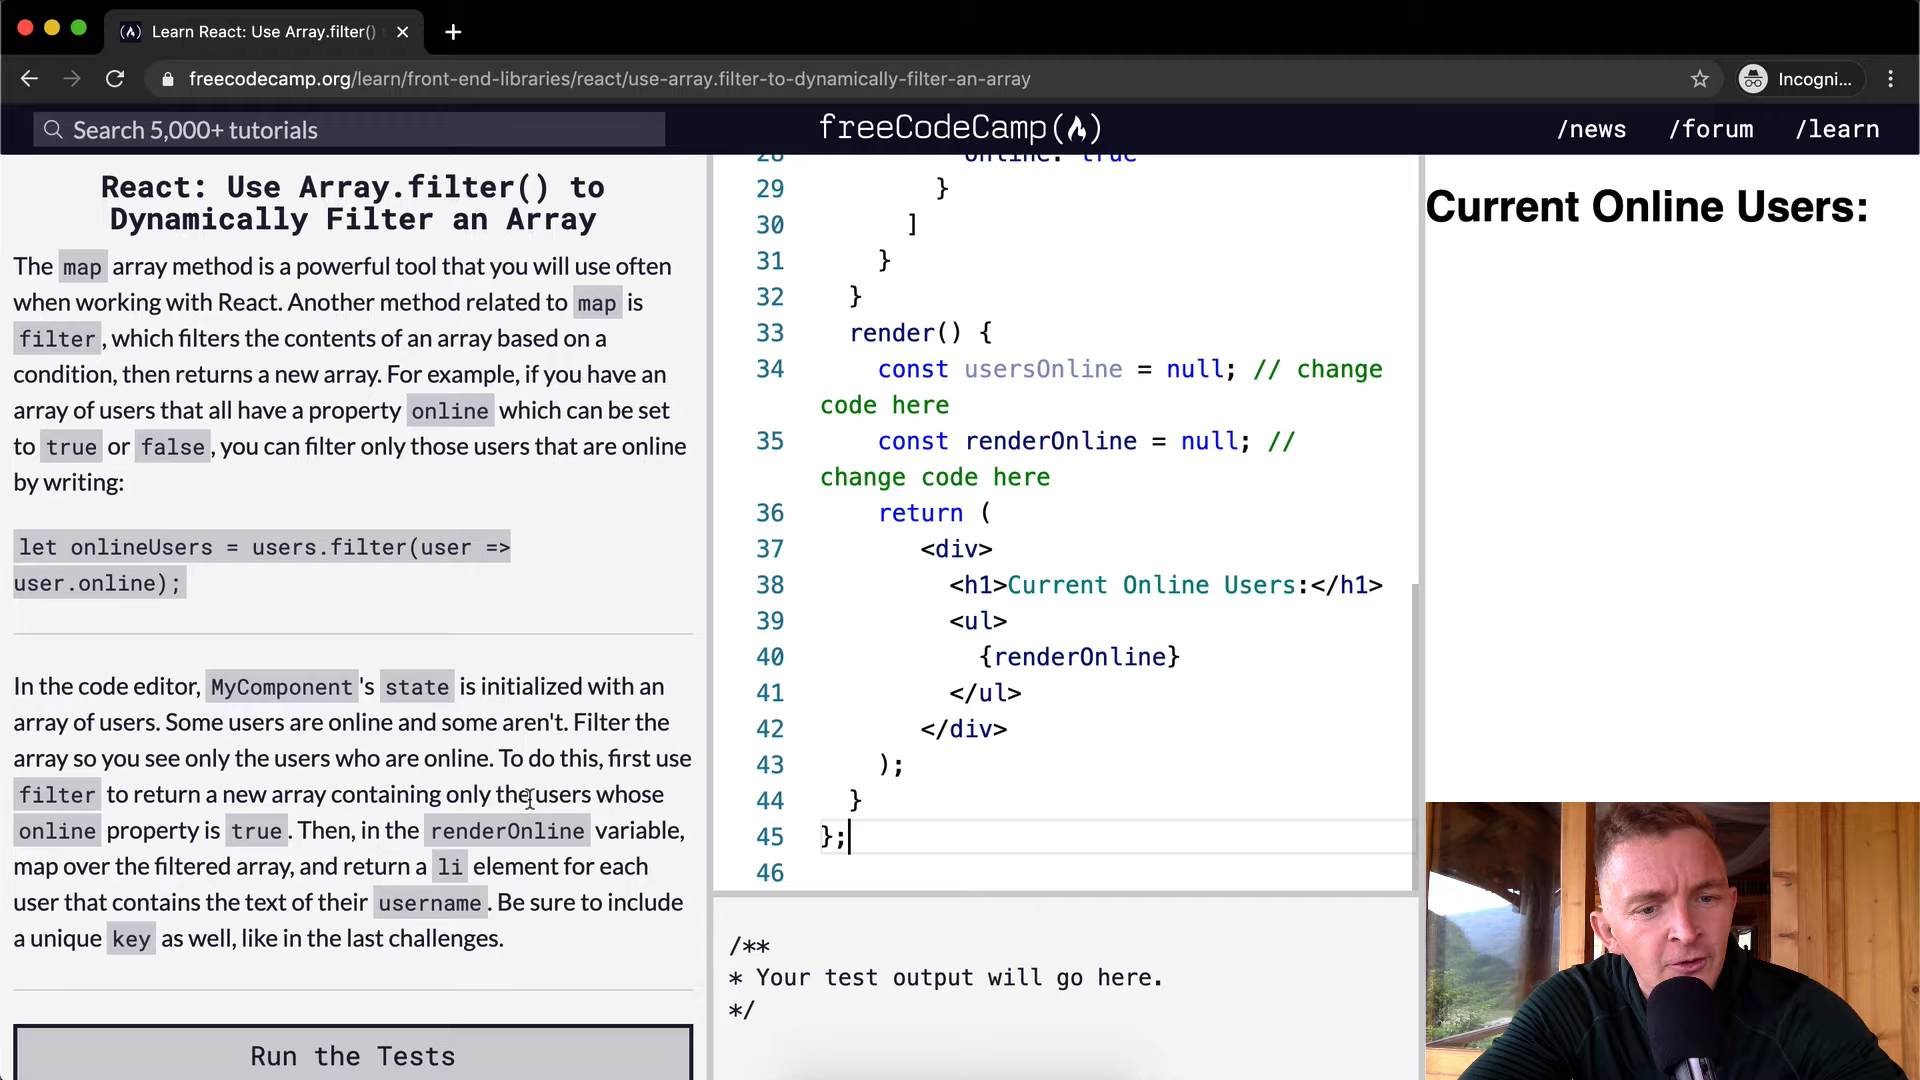 Learn React: Use Array.filter()
freecodecamp.org/learn/front-end-libraries/react/use-array.filter-to-dynamically-filter-an-array
Incogni...
Search 5,000+ tutorials
freeCodeCamp
/news
/forum
/learn
React: Use Array.filter() to
Dynamically Filter an Array
The map array method is a powerful tool that you will use often
when working with React. Another method related to map is
filter, which filters the contents of an array based on a
condition, then returns a new array. For example, if you have an
array of users that all have a property online which can be set
to true or false, you can filter only those users that are online
by writing:
let onlineUsers = users.filter(user =>
user.online);
In the code editor, MyComponent's state is initialized with an
array of users. Some users are online and some aren't. Filter the
array so you see only the users who are online. To do this, first use
filter to return a new array containing only the users whose
online property is true. Then, in the renderOnline variable,
map over the filtered array, and return a li element for each
user that contains the text of their username. Be sure to include
a unique key as well, like in the last challenges.
Run the Tests
28 online: true
29 }
30 ]
31 }
32 }
33 render() {
34 const usersOnline = null; // change
code here
35 const renderOnline = null; //
change code here
36 return (
37 <div>
38 <h1>Current Online Users:</h1>
39 <ul>
40 {renderOnline}
41 </ul>
42 </div>
43 );
44 }
45 };
46
/**
* Your test output will go here.
*/
Current Online Users: